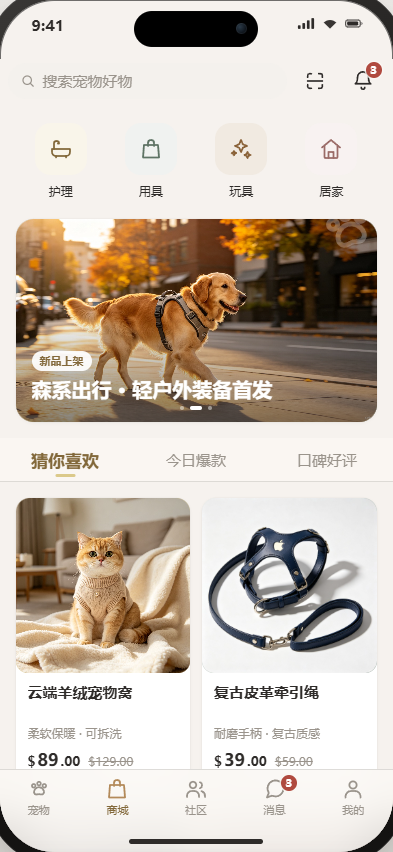 9:41
搜索宠物好物
3
护理
用具
玩具
居家
新品上架
森系出行·轻户外装备首发
猜你喜欢
今日爆款
口碑好评
云端羊绒宠物窝
柔软保暖·可拆洗
$89.00 $129.00
复古皮革牵引绳
耐磨手柄·复古质感
$39.00 $59.00
宠物
商城
社区
3
消息
我的